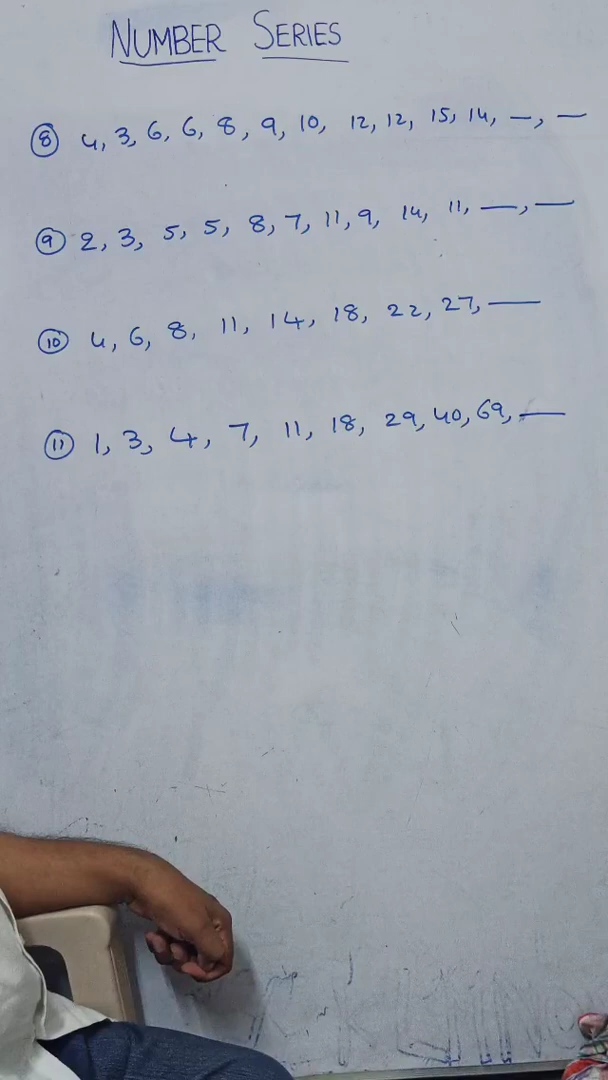 NUMBER SERIES
8 4, 3, 6, 6, 8, 9, 10, 12, 12, 15, 14, —, —
9 2, 3, 5, 5, 8, 7, 11, 9, 14, 11, —, —
10 4, 6, 8, 11, 14, 18, 22, 27, —
11 1, 3, 4, 7, 11, 18, 29, 40, 69, —